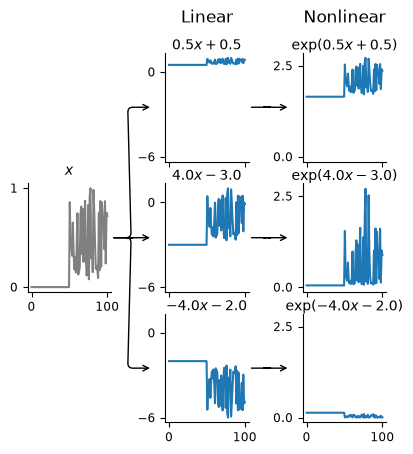 Linear Nonlinear
0.5x + 0.5 exp(0.5x + 0.5)
0 2.5
−6 0.0
x 4.0x − 3.0 exp(4.0x − 3.0)
1 0 2.5
0 −6 0.0
0 100
−4.0x − 2.0 exp(−4.0x − 2.0)
0 2.5
−6 0.0
0 100 0 100